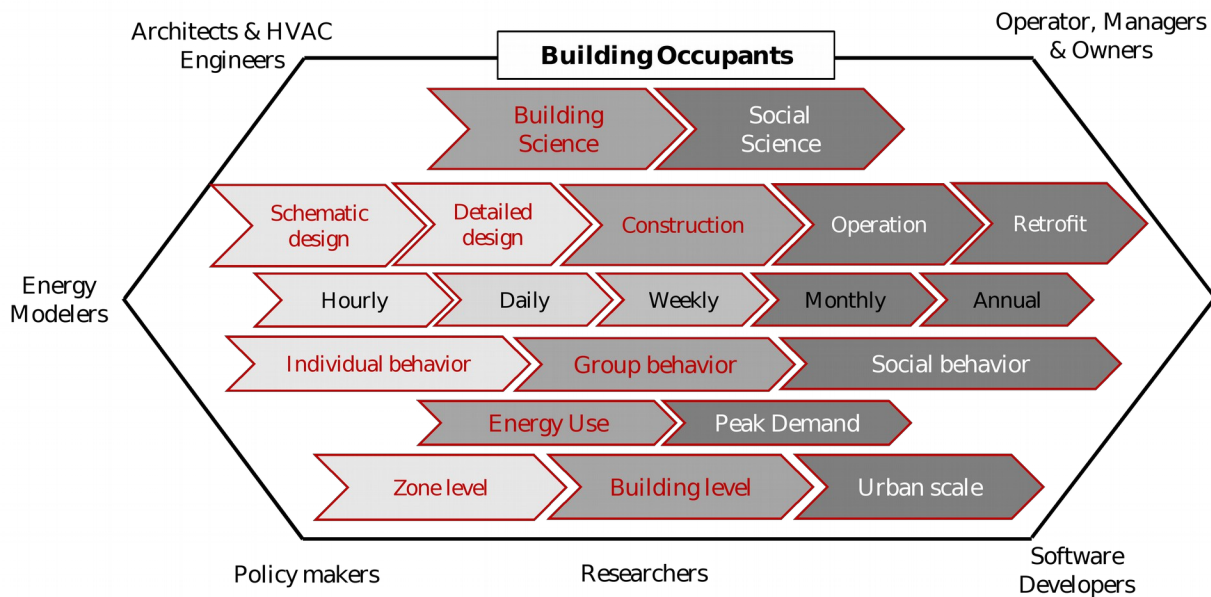 Architects & HVAC
Engineers
Operator, Managers
& Owners
Building Occupants
Building
Science
Social
Science
Schematic
design
Detailed
design
Construction
Operation
Retrofit
Energy
Modelers
Hourly
Daily
Weekly
Monthly
Annual
Individual behavior
Group behavior
Social behavior
Energy Use
Peak Demand
Zone level
Building level
Urban scale
Policy makers
Researchers
Software
Developers